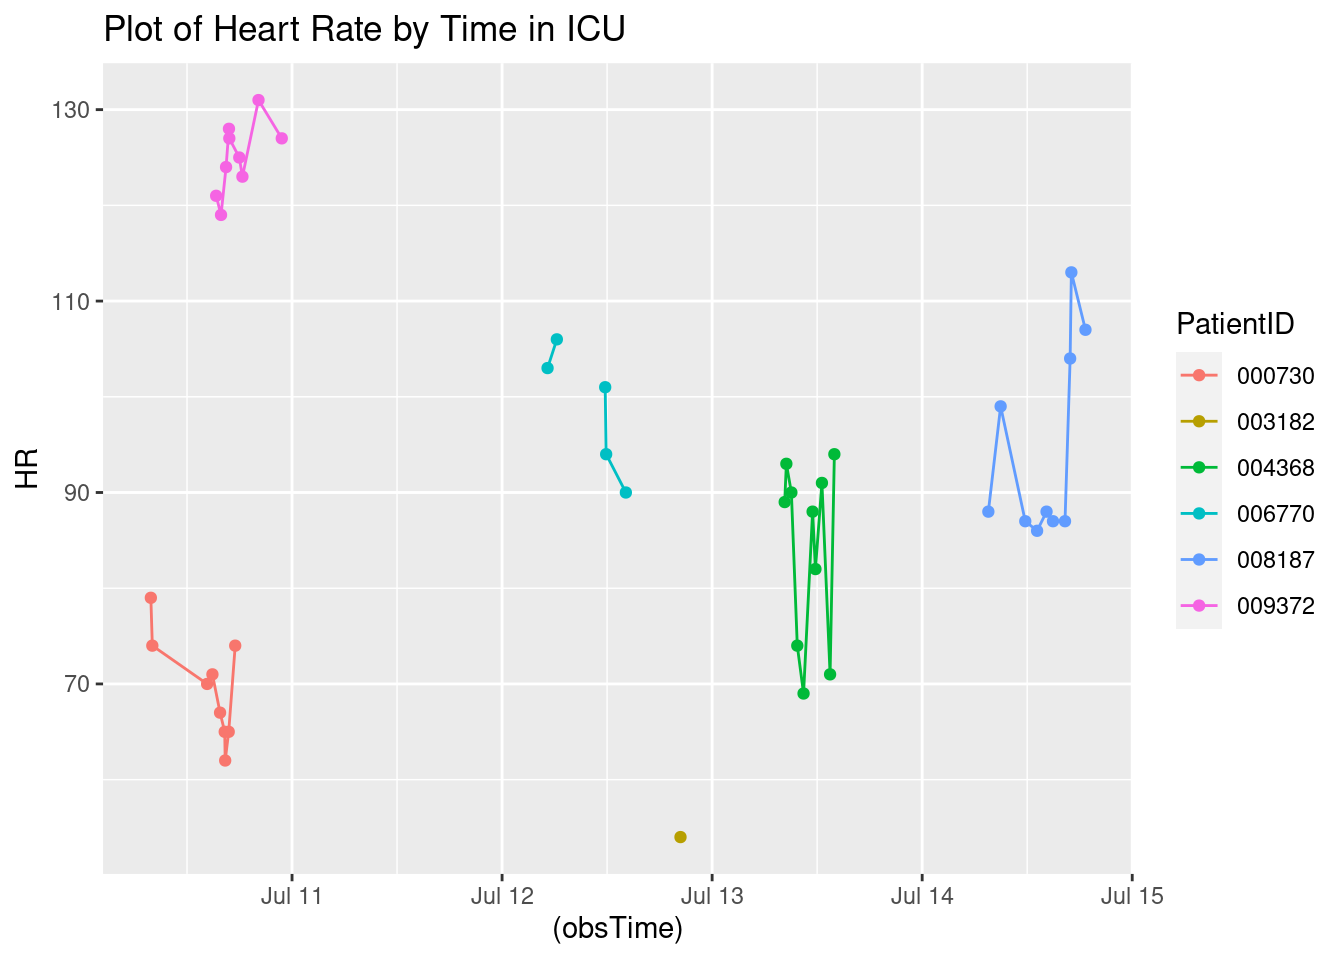 Plot of Heart Rate by Time in ICU
HR
130
110
90
70
Jul 11 Jul 12 Jul 13 Jul 14 Jul 15
(obsTime)
PatientID
000730
003182
004368
006770
008187
009372